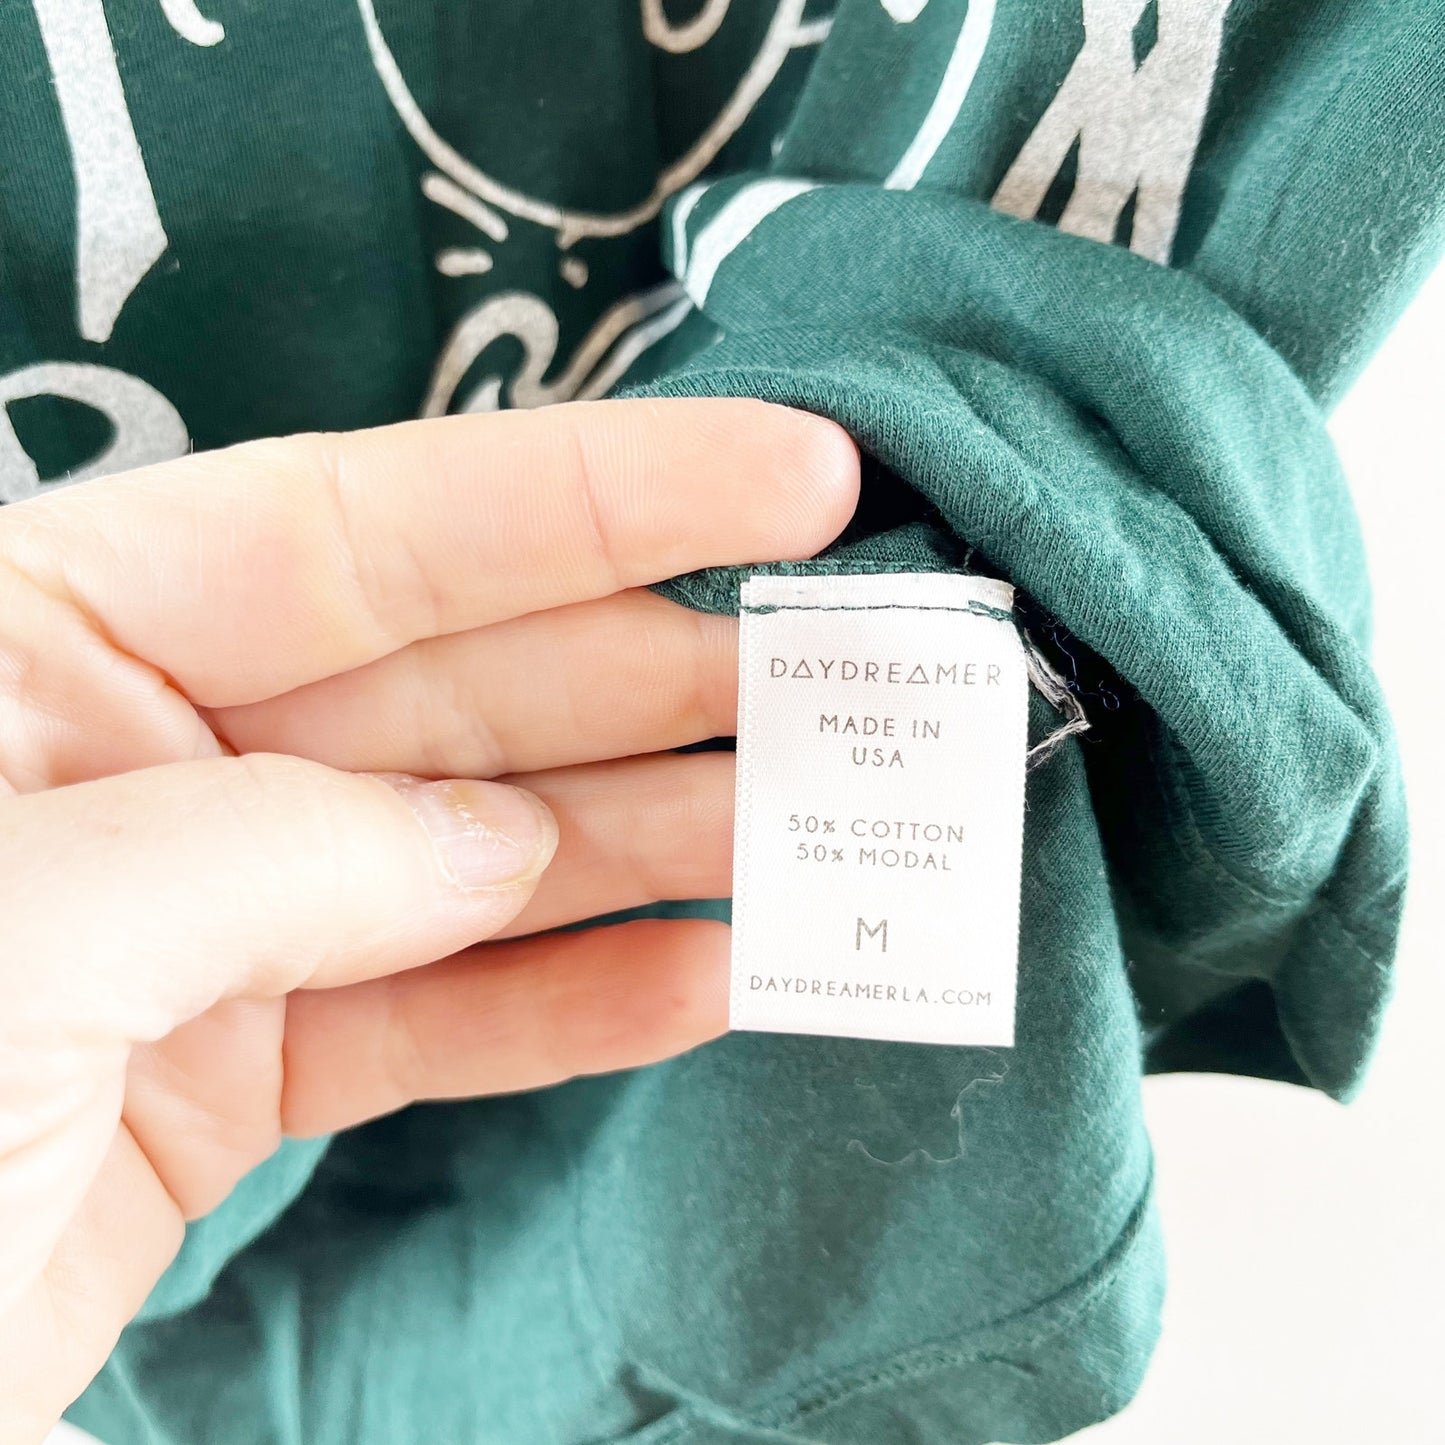 DAYDREAMER
MADE IN
USA
50% COTTON
50% MODAL
M
DAYDREAMERLA.COM